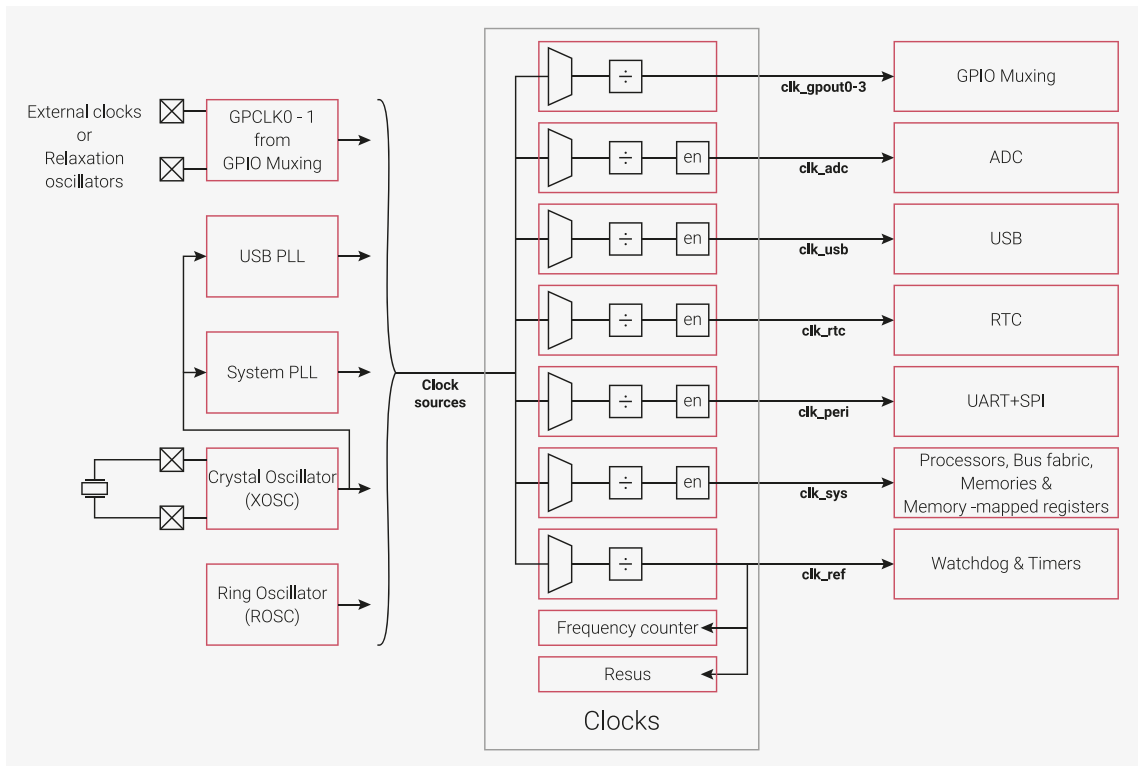 External clocks
or
Relaxation
oscillators
GPCLK0 - 1
from
GPIO Muxing
USB PLL
System PLL
Crystal Oscillator
(XOSC)
Ring Oscillator
(ROSC)
Clock
sources
÷
clk_gpout0-3
GPIO Muxing
÷
en
clk_adc
ADC
÷
en
clk_usb
USB
÷
en
clk_rtc
RTC
÷
en
clk_peri
UART+SPI
÷
en
clk_sys
Processors, Bus fabric,
Memories &
Memory -mapped registers
÷
clk_ref
Watchdog & Timers
Frequency counter
Resus
Clocks